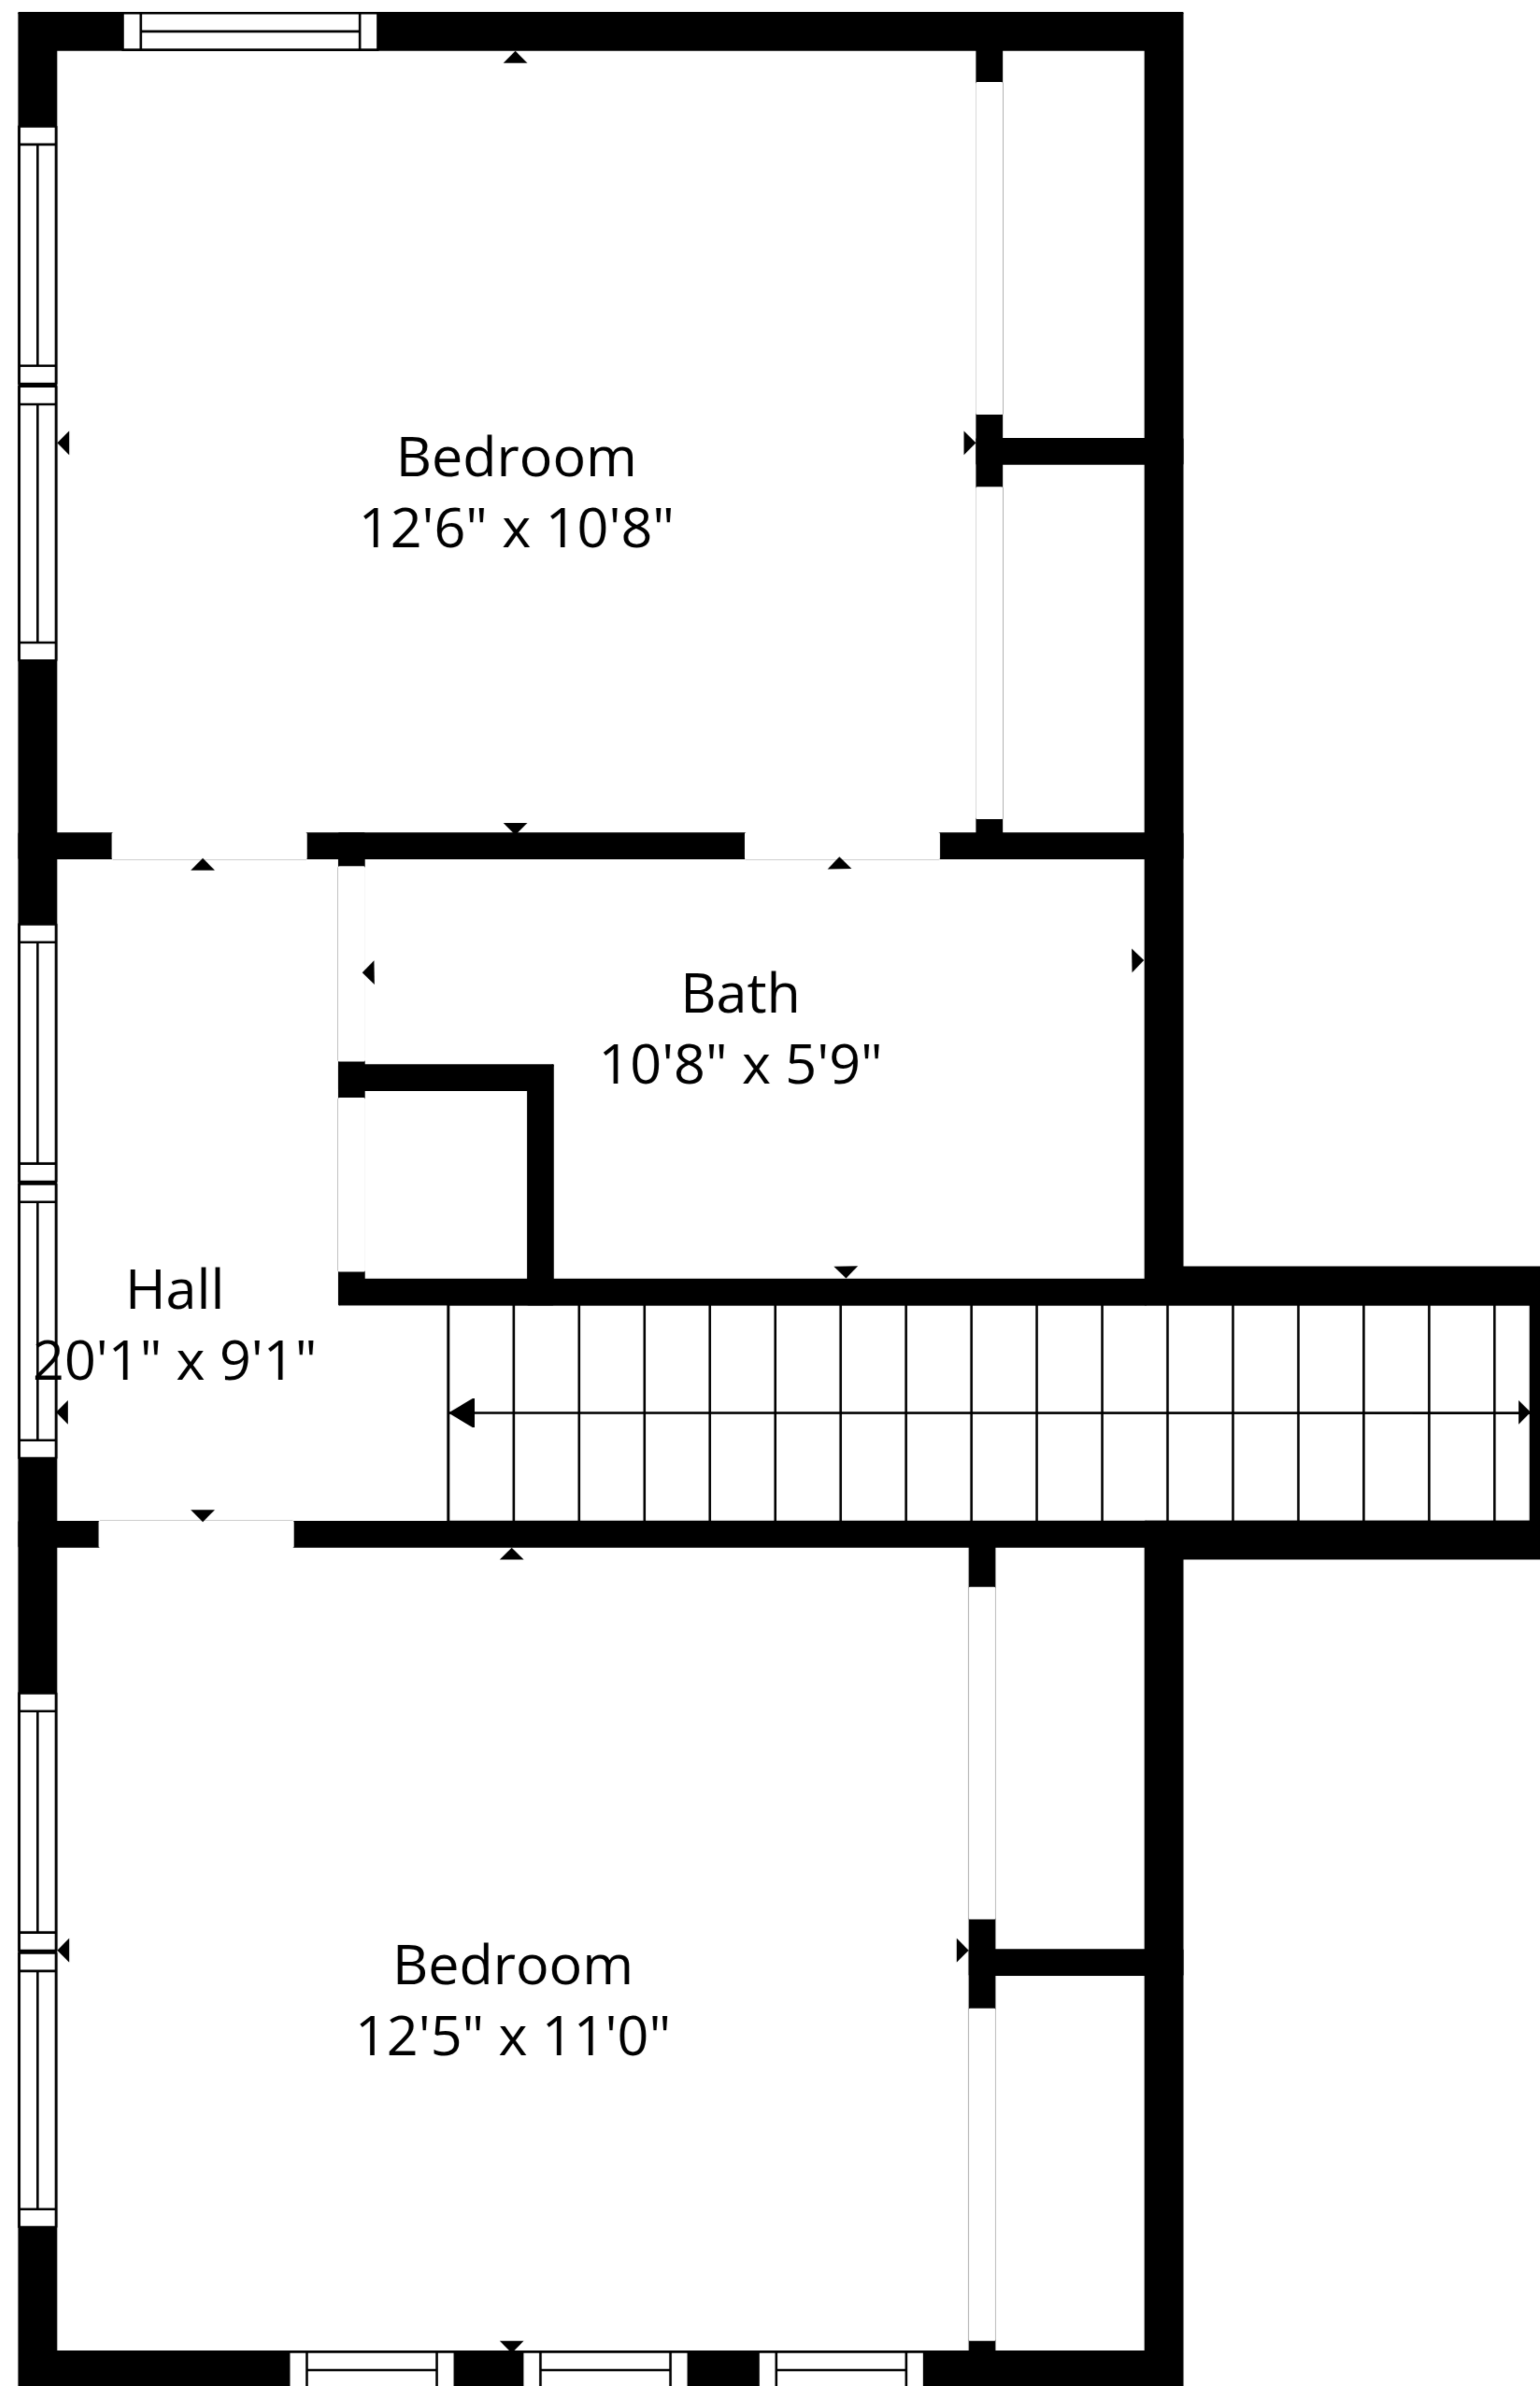 Bedroom
12'6" x 10'8"
Bath
10'8" x 5'9"
Hall
20'1" x 9'1"
Bedroom
12'5" x 11'0"